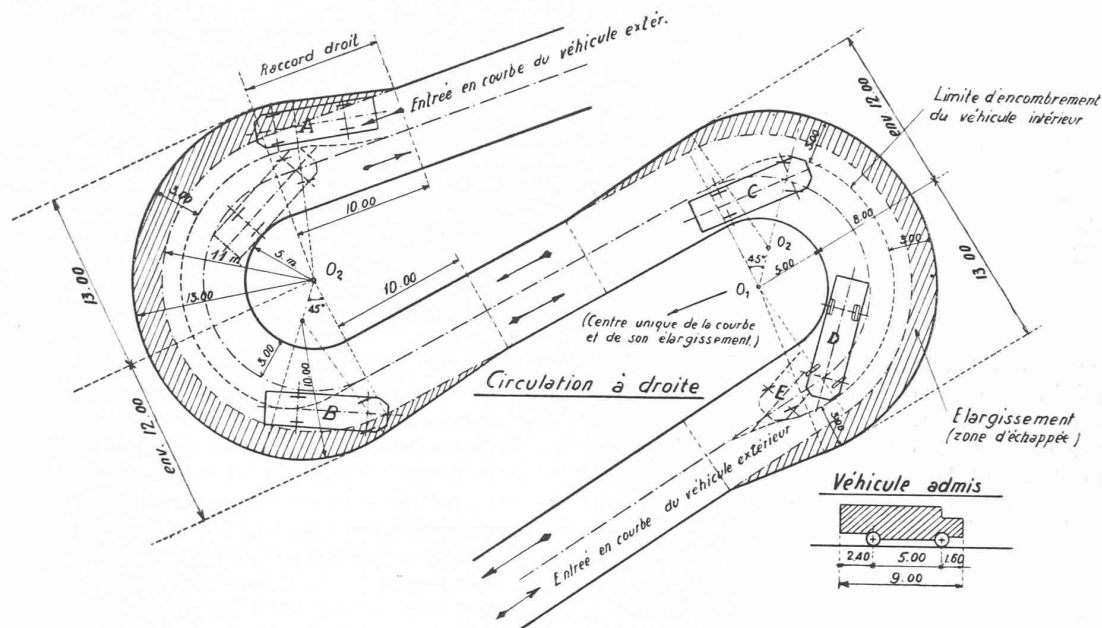 Raccord droit
Entrée en courbe du véhicule extér.
A
10.00
3.00
11 m.
5 m.
13.00
O2
45°
13.00
3.00
10.00
10.00
B
env. 12.00
Circulation à droite
env 12.00
Limite d'encombrement
du véhicule intérieur
3.00
C
8.00
O2
45°
5.00
3.00
13.00
O1
(Centre unique de la courbe
et de son élargissement.)
D
E
3.00
Elargissement
(zone d'échappée)
Entrée en courbe du véhicule extérieur
Véhicule admis
2.40 5.00 1.60
9.00